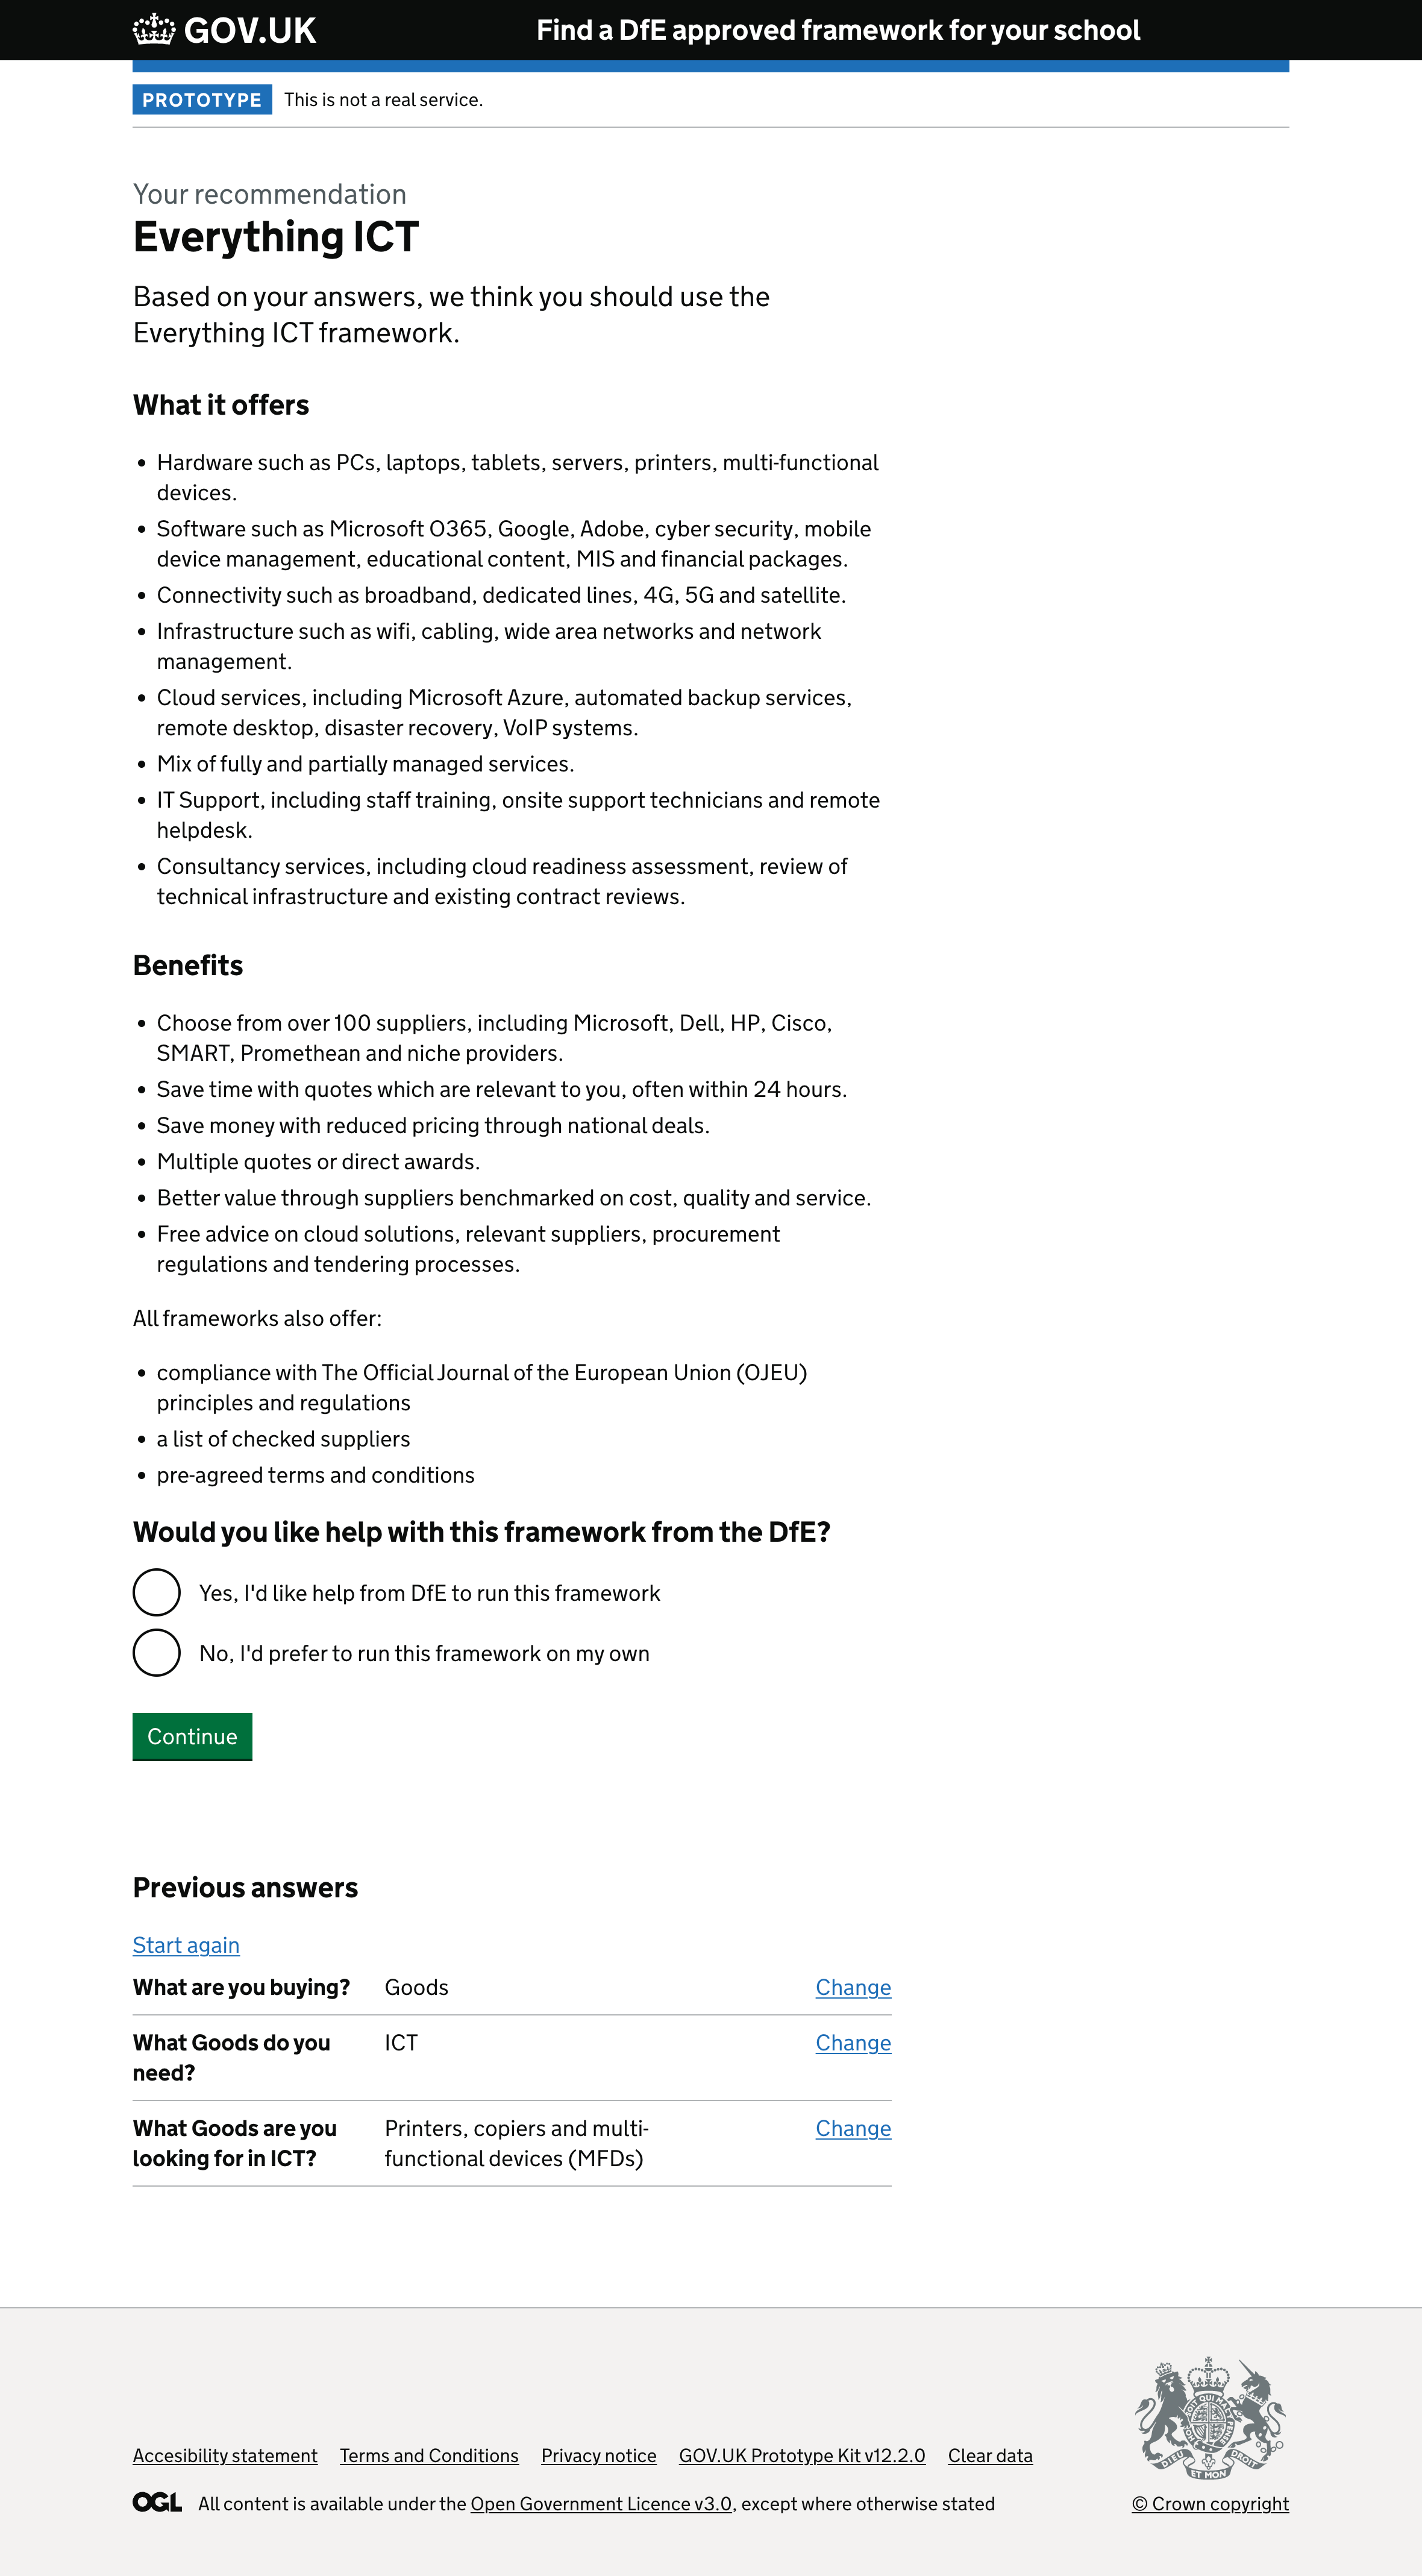 GOV.UK
Find a DfE approved framework for your school
PROTOTYPE This is not a real service.
Your recommendation
Everything ICT
Based on your answers, we think you should use the
Everything ICT framework.
What it offers
• Hardware such as PCs, laptops, tablets, servers, printers, multi-functional
devices.
• Software such as Microsoft O365, Google, Adobe, cyber security, mobile
device management, educational content, MIS and financial packages.
• Connectivity such as broadband, dedicated lines, 4G, 5G and satellite.
• Infrastructure such as wifi, cabling, wide area networks and network
management.
• Cloud services, including Microsoft Azure, automated backup services,
remote desktop, disaster recovery, VoIP systems.
• Mix of fully and partially managed services.
• IT Support, including staff training, onsite support technicians and remote
helpdesk.
• Consultancy services, including cloud readiness assessment, review of
technical infrastructure and existing contract reviews.
Benefits
• Choose from over 100 suppliers, including Microsoft, Dell, HP, Cisco,
SMART, Promethean and niche providers.
• Save time with quotes which are relevant to you, often within 24 hours.
• Save money with reduced pricing through national deals.
• Multiple quotes or direct awards.
• Better value through suppliers benchmarked on cost, quality and service.
• Free advice on cloud solutions, relevant suppliers, procurement
regulations and tendering processes.
All frameworks also offer:
• compliance with The Official Journal of the European Union (OJEU)
principles and regulations
• a list of checked suppliers
• pre-agreed terms and conditions
Would you like help with this framework from the DfE?
Yes, I'd like help from DfE to run this framework
No, I'd prefer to run this framework on my own
Continue
Previous answers
Start again
What are you buying? Goods Change
What Goods do you ICT Change
need?
What Goods are you Printers, copiers and multi- Change
looking for in ICT? functional devices (MFDs)
Accesibility statement Terms and Conditions Privacy notice GOV.UK Prototype Kit v12.2.0 Clear data
DIEU ET MON DROIT
OGL All content is available under the Open Government Licence v3.0, except where otherwise stated
© Crown copyright